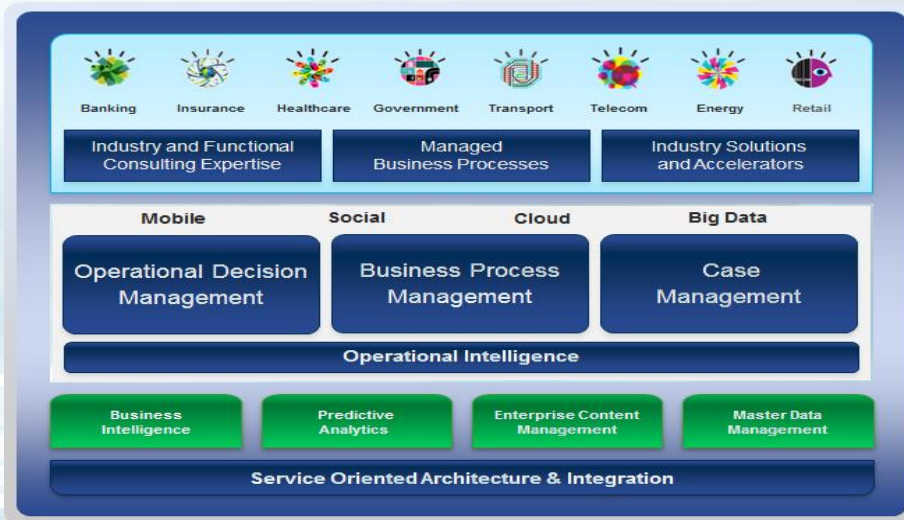 Banking Insurance Healthcare Government Transport Telecom Energy Retail
Industry and Functional
Consulting Expertise
Managed
Business Processes
Industry Solutions
and Accelerators
Mobile Social Cloud Big Data
Operational Decision
Management
Business Process
Management
Case
Management
Operational Intelligence
Business
Intelligence
Predictive
Analytics
Enterprise Content
Management
Master Data
Management
Service Oriented Architecture & Integration